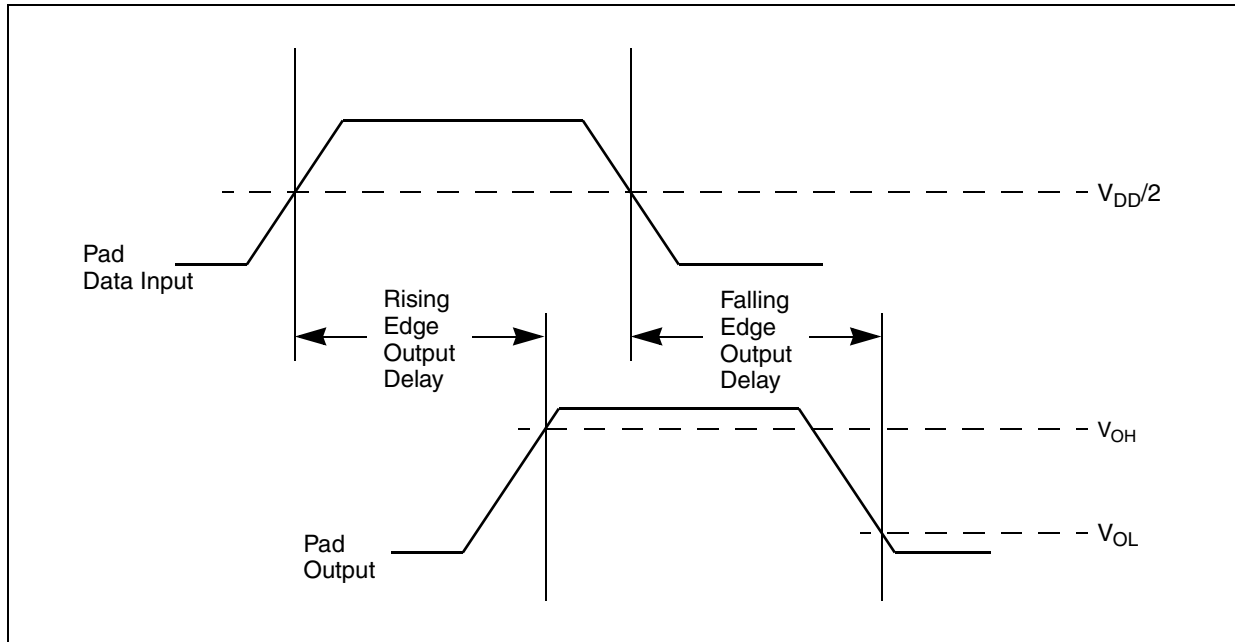 V_DD/2
Pad
Data Input
Rising
Edge
Output
Delay
Falling
Edge
Output
Delay
V_OH
V_OL
Pad
Output